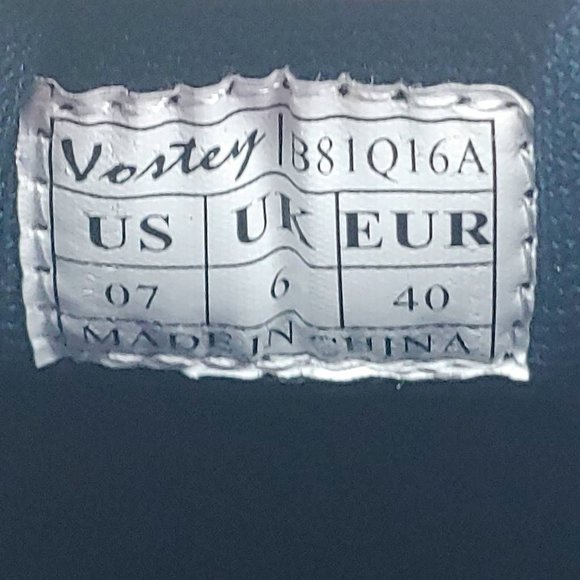 Vostey B81Q16A
US UK EUR
07 6 40
MADE IN CHINA